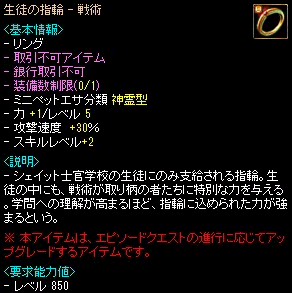 生徒の指輪 - 戦術
<基本情報>
- リング
- 取引不可アイテム
- 銀行取引不可
- 装備数制限(0/1)
- ミニペットエサ分類 神霊型
- 力 +1/レベル 5
- 攻撃速度 +30%
- スキルレベル+2
<説明>
- シェイット士官学校の生徒にのみ支給される指輪。生
徒の中にも、戦術が取り柄の者たちに特別な力を与え
る。学問への理解が高まるほど、指輪に込められた力が
強まるという。
※ 本アイテムは、エピソードクエストの進行に応じてアッ
プグレードするアイテムです。
<要求能力値>
- レベル 850